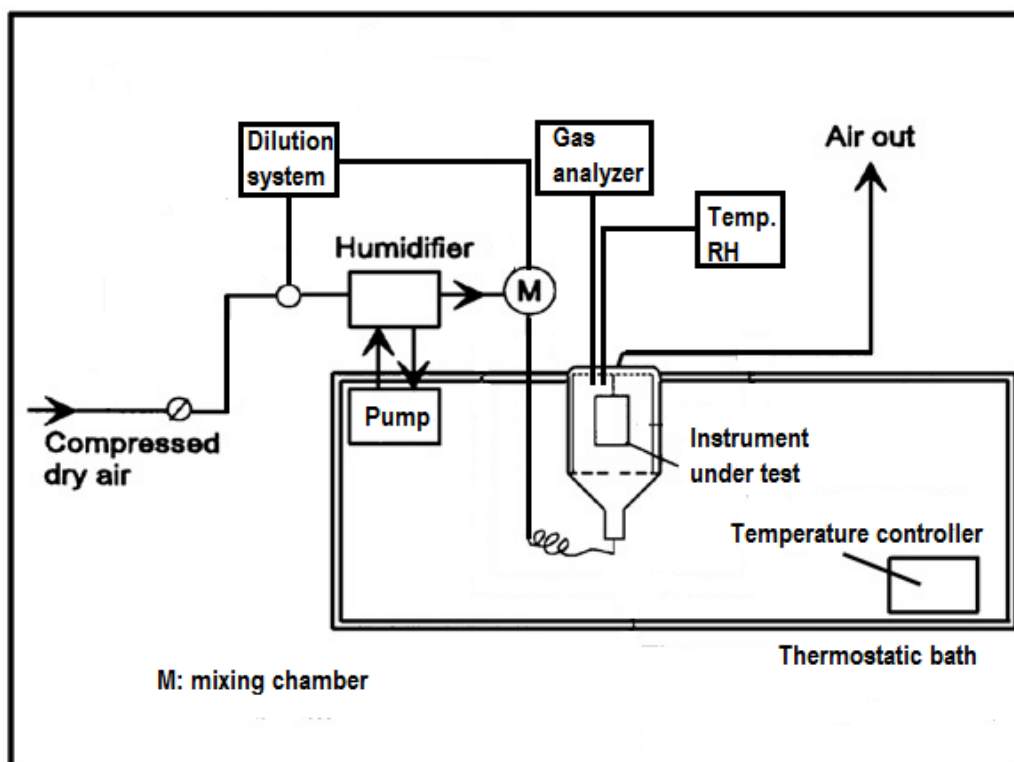 Dilution
system
Gas
analyzer
Air out
Temp.
RH
Humidifier
M
Compressed
dry air
Pump
Instrument
under test
Temperature controller
Thermostatic bath
M: mixing chamber